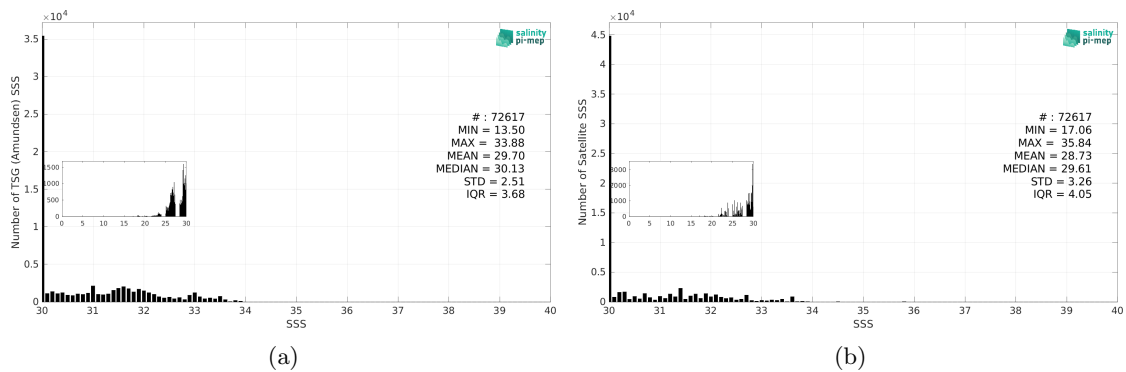 ×10⁴
3.5
3
2.5
2
1.5
1
0.5
0
Number of TSG (Amundsen) SSS
salinity
pi-mep
# : 72617
MIN = 13.50
MAX = 33.88
MEAN = 29.70
MEDIAN = 30.13
STD = 2.51
IQR = 3.68
1500
1000
500
0
0 5 10 15 20 25 30
30 31 32 33 34 35 36 37 38 39 40
SSS
(a)
×10⁴
4.5
4
3.5
3
2.5
2
1.5
1
0.5
0
Number of Satellite SSS
salinity
pi-mep
# : 72617
MIN = 17.06
MAX = 35.84
MEAN = 28.73
MEDIAN = 29.61
STD = 3.26
IQR = 4.05
3000
2000
1000
0
0 5 10 15 20 25 30
30 31 32 33 34 35 36 37 38 39 40
SSS
(b)